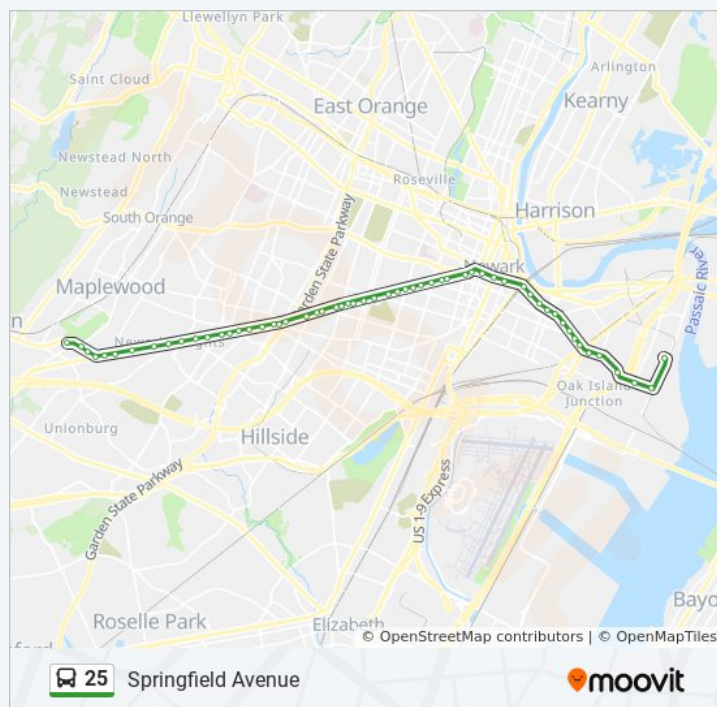 Llewellyn Park
Saint Cloud
Arlington
East Orange
Kearny
Newstead North
Roseville
Newstead
South Orange
Harrison
Garden State Parkway
Newark
Passaic River
Maplewood
Oak Island
Junction
Unionburg
Hillside
Garden State Parkway
US 1-9 Express
Roselle Park
Elizabeth
Bayo
© OpenStreetMap contributors | © OpenMapTiles
25 Springfield Avenue
moovit